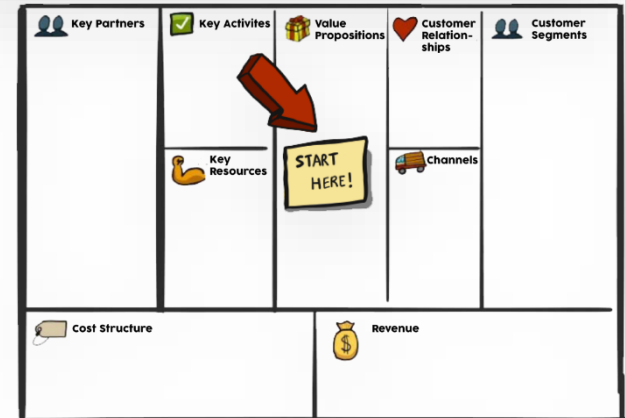 Key Partners
Key Activites
Value
Propositions
Customer
Relation-
ships
Customer
Segments
Key
Resources
START
HERE!
Channels
Cost Structure
$
Revenue